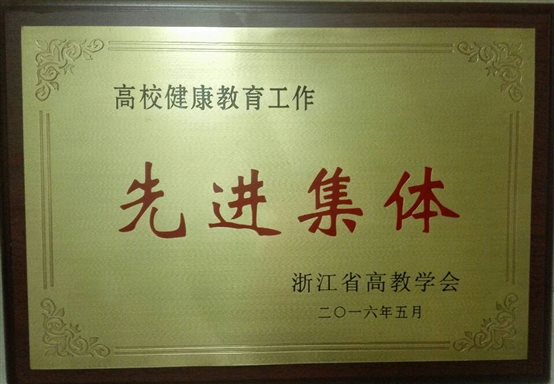 高校健康教育工作
先进集体
浙江省高教学会
二〇一六年五月